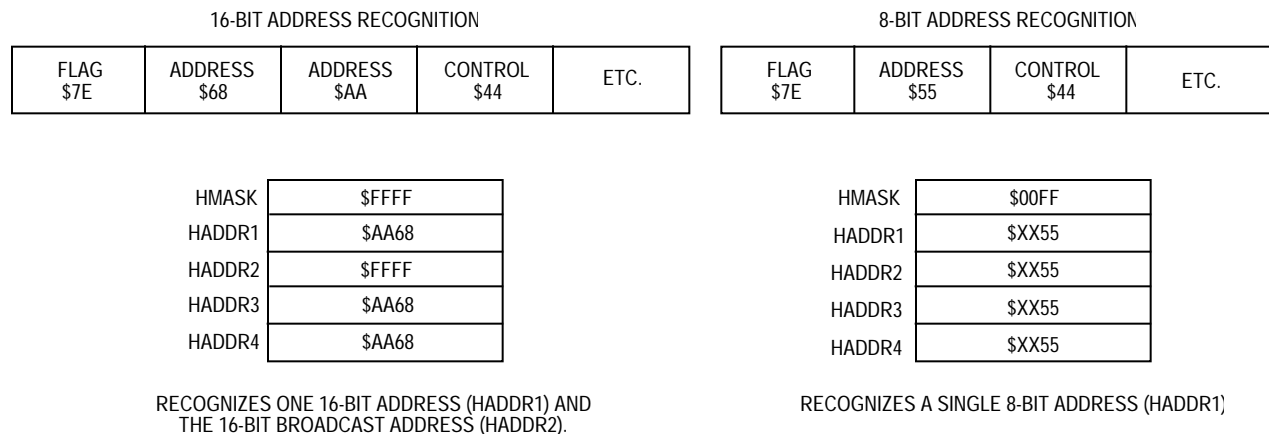 16-BIT ADDRESS RECOGNITION
FLAG $7E
ADDRESS $68
ADDRESS $AA
CONTROL $44
ETC.
HMASK $FFFF
HADDR1 $AA68
HADDR2 $FFFF
HADDR3 $AA68
HADDR4 $AA68
RECOGNIZES ONE 16-BIT ADDRESS (HADDR1) AND
THE 16-BIT BROADCAST ADDRESS (HADDR2).
8-BIT ADDRESS RECOGNITION
FLAG $7E
ADDRESS $55
CONTROL $44
ETC.
HMASK $00FF
HADDR1 $XX55
HADDR2 $XX55
HADDR3 $XX55
HADDR4 $XX55
RECOGNIZES A SINGLE 8-BIT ADDRESS (HADDR1)